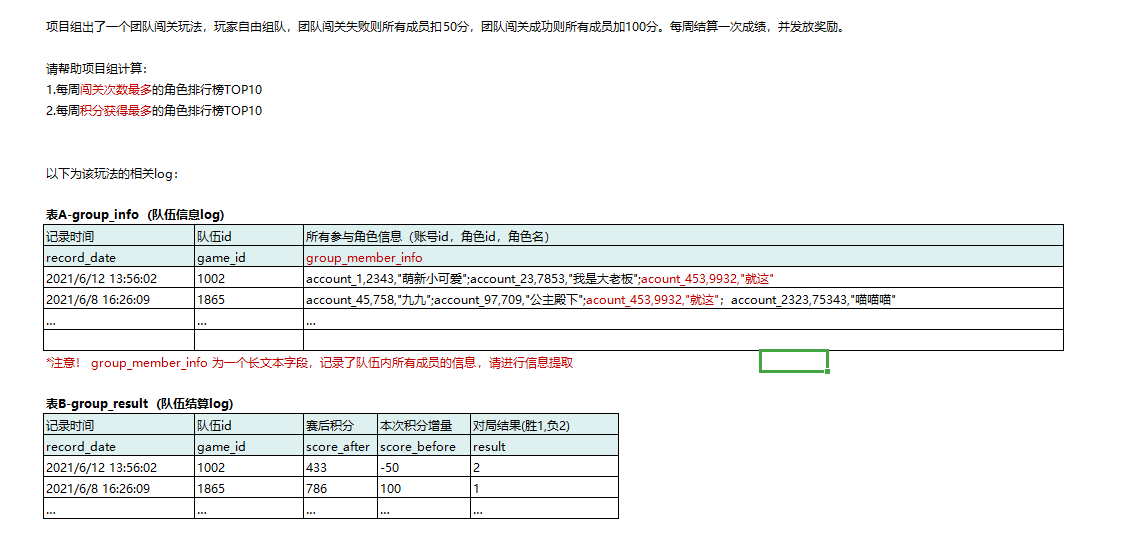 项目组出了一个团队闯关玩法，玩家自由组队，团队闯关失败则所有成员扣50分，团队闯关成功则所有成员加100分。每周结算一次成绩，并发放奖励。
请帮助项目组计算：
1.每周闯关次数最多的角色排行榜TOP10
2.每周积分获得最多的角色排行榜TOP10
以下为该玩法的相关log：
表A-group_info（队伍信息log)
记录时间 队伍id 所有参与角色信息（账号id，角色id，角色名）
record_date game_id group_member_info
2021/6/12 13:56:02 1002 account_1,2343,"萌新小可爱";account_23,7853,"我是大老板";acount_453,9932,"就这"
2021/6/8 16:26:09 1865 account_45,758,"九九";account_97,709,"公主殿下";acount_453,9932,"就这"；account_2323,75343,"喵喵喵"
... ... ...
*注意！ group_member_info 为一个长文本字段，记录了队伍内所有成员的信息，请进行信息提取
表B-group_result（队伍结算log)
记录时间 队伍id 赛后积分 本次积分增量 对局结果(胜1,负2)
record_date game_id score_after score_before result
2021/6/12 13:56:02 1002 433 -50 2
2021/6/8 16:26:09 1865 786 100 1
... ... ... ... ...